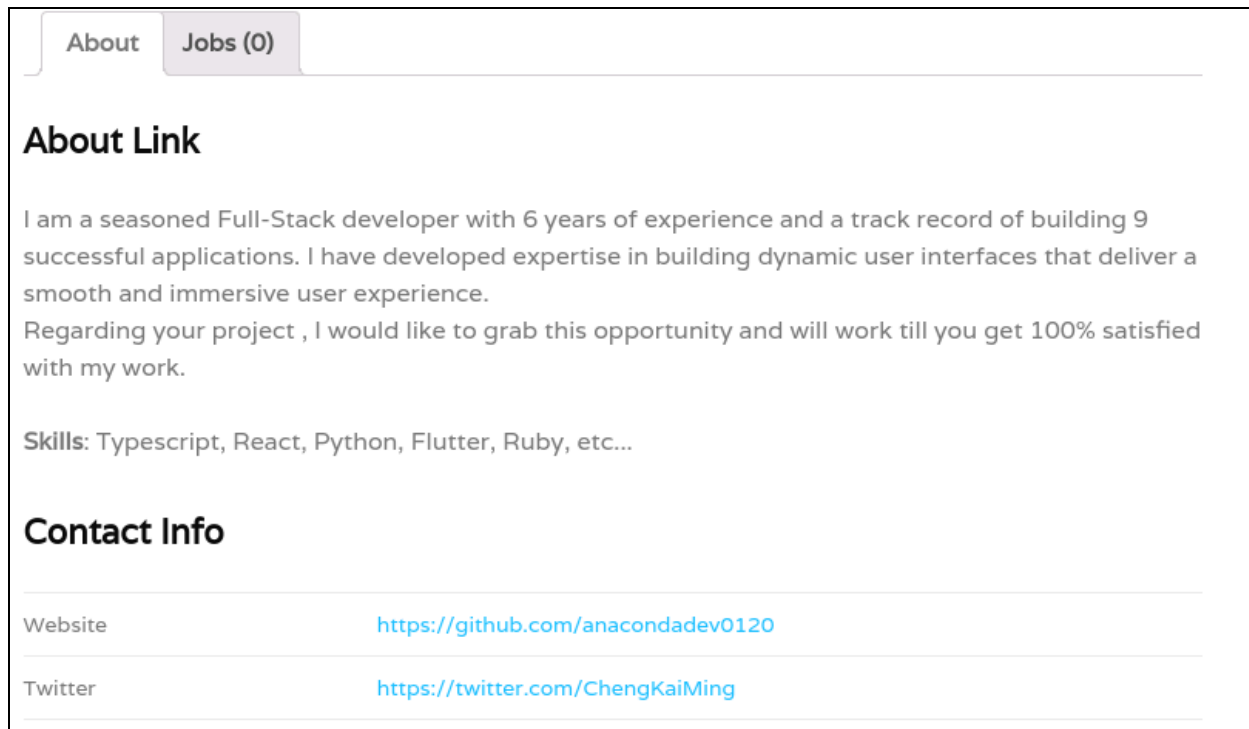 About
Jobs (0)
About Link
I am a seasoned Full-Stack developer with 6 years of experience and a track record of building 9
successful applications. I have developed expertise in building dynamic user interfaces that deliver a
smooth and immersive user experience.
Regarding your project , I would like to grab this opportunity and will work till you get 100% satisfied
with my work.
Skills: Typescript, React, Python, Flutter, Ruby, etc...
Contact Info
Website https://github.com/anacondadev0120
Twitter https://twitter.com/ChengKaiMing